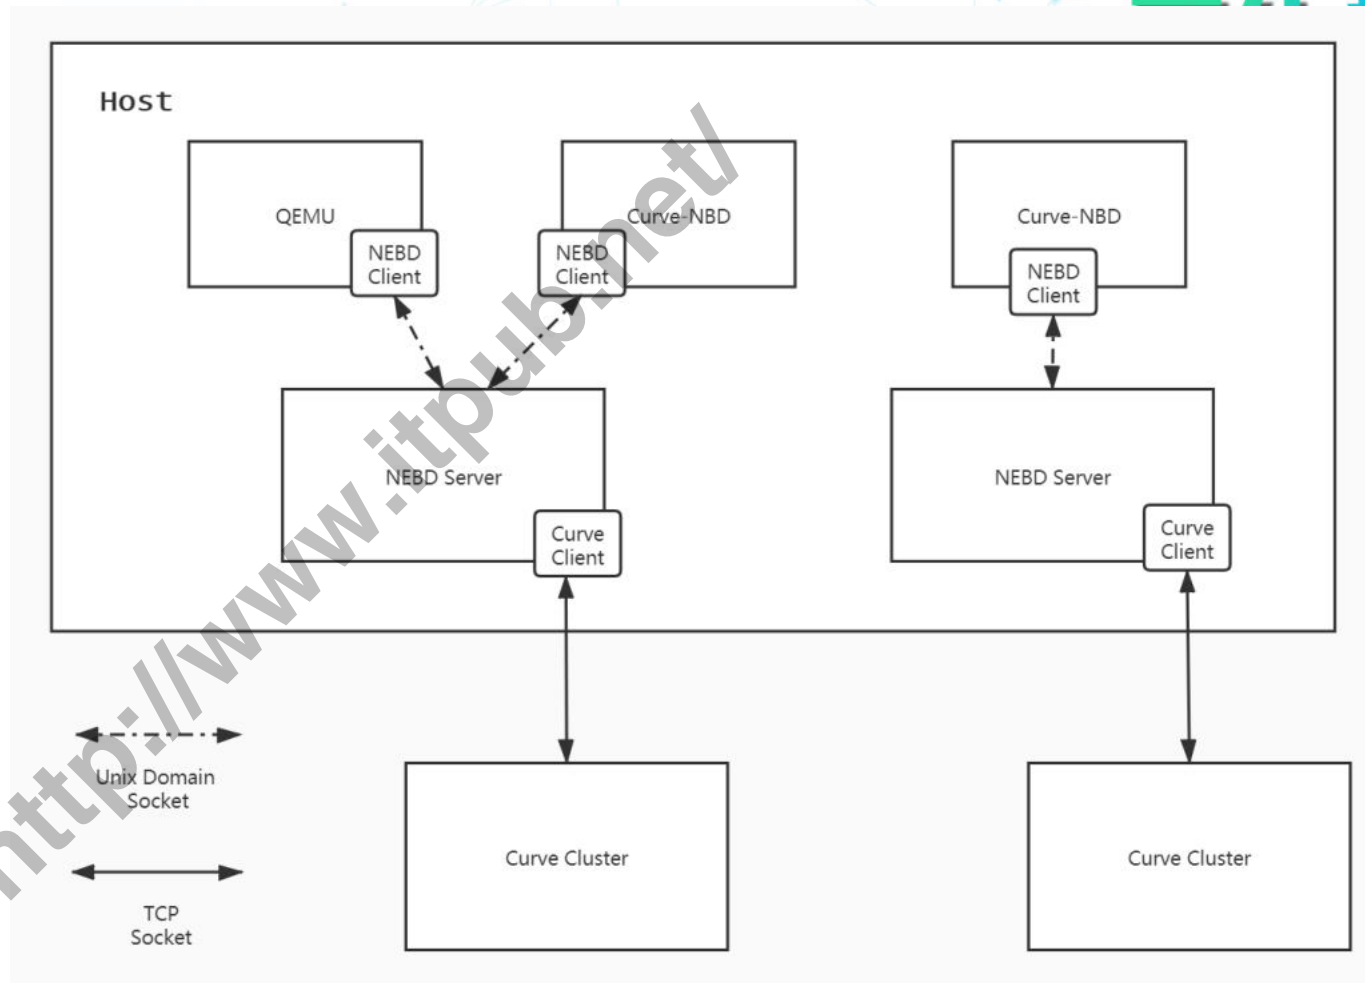 Host
QEMU
NEBD
Client
Curve-NBD
NEBD
Client
Curve-NBD
NEBD
Client
NEBD Server
Curve
Client
NEBD Server
Curve
Client
Unix Domain
Socket
TCP
Socket
Curve Cluster
Curve Cluster
http://www.itpub.net/